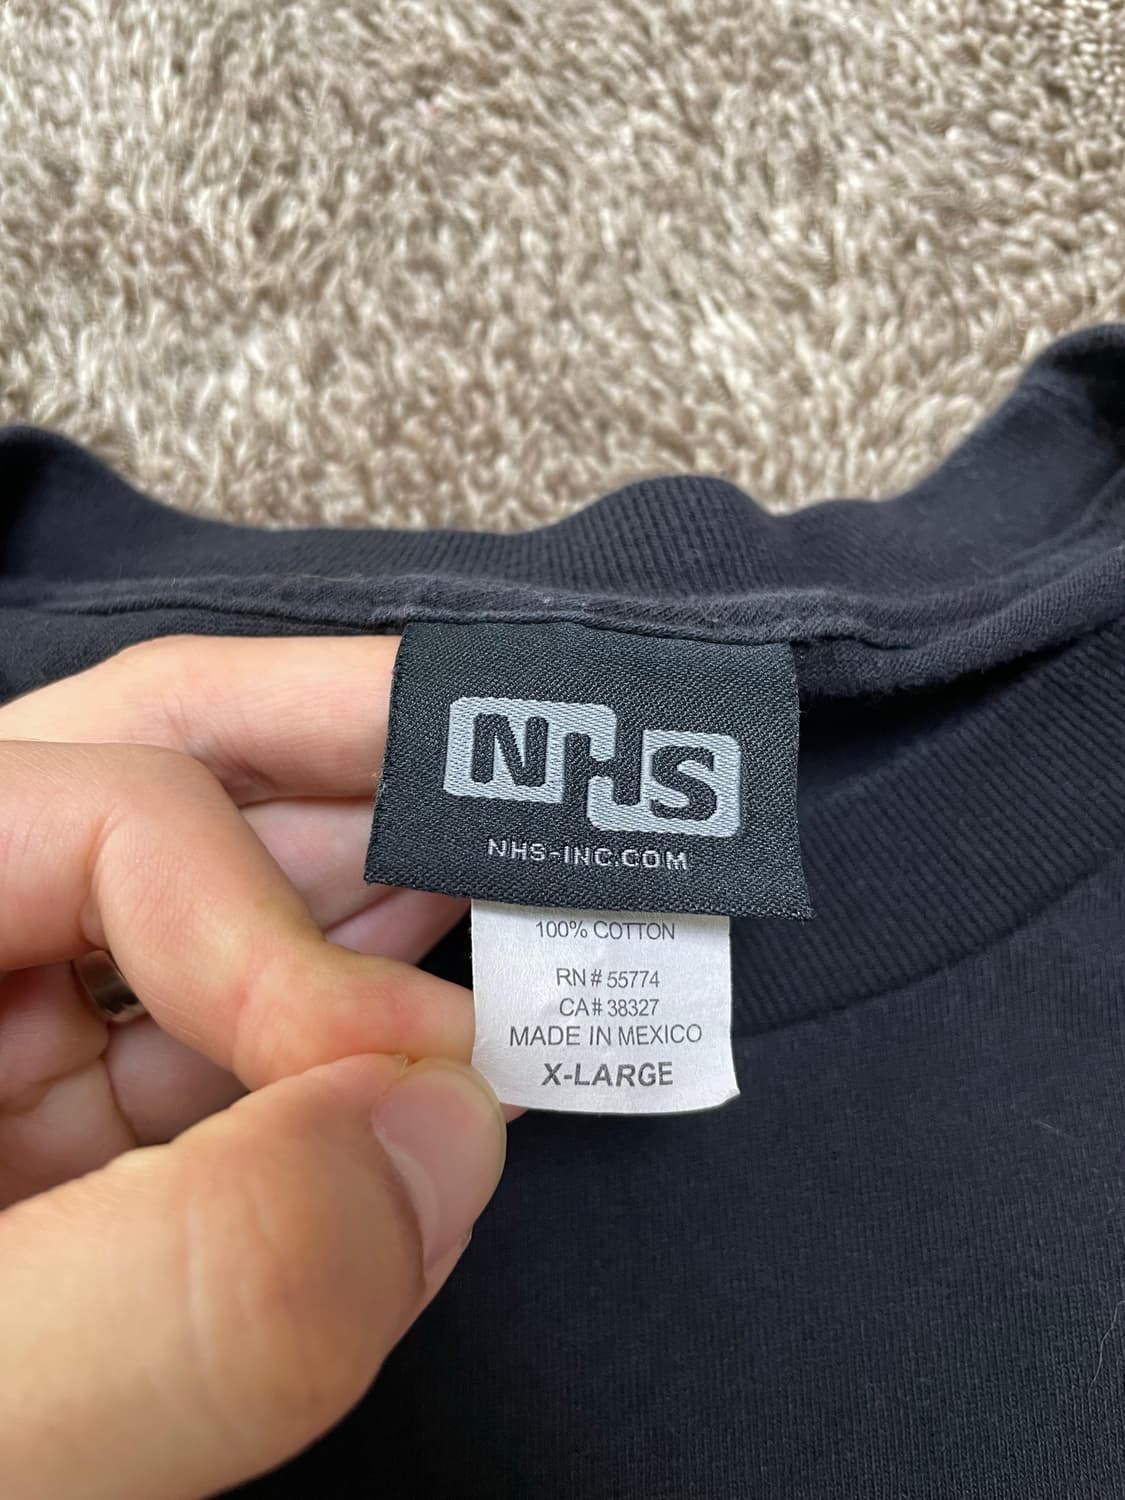 NHS
NHS-INC.COM
100% COTTON
RN# 55774
CA# 38327
MADE IN MEXICO
X-LARGE